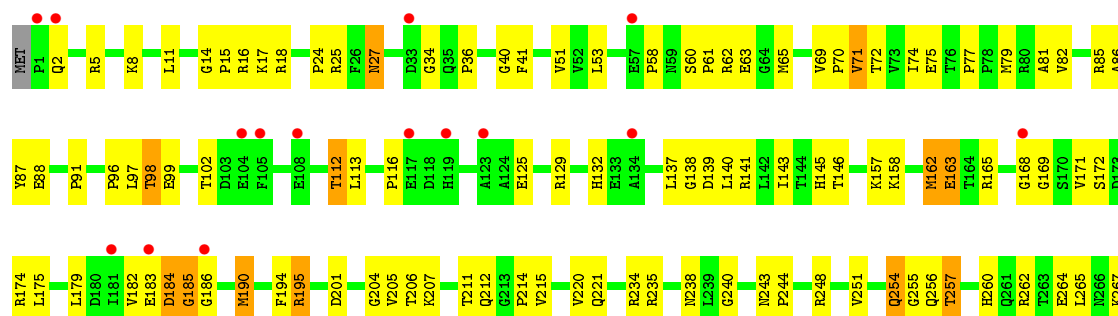 MET P1 Q2 R5 K8 L11 G14 P15 R16 K17 R18 P24 R25 F26 N27 D33 G34 Q35 P36 G40 F41 V51 V52 L53 E57 P58 N59 S60 P61 R62 E63 G64 M65 V69 P70 V71 T72 V73 I74 E75 T76 P77 P78 M79 R80 A81 V82 R85 A86
Y87 E88 P91 P96 L97 T98 E99 T102 D103 E104 F105 E108 T112 L113 P116 E117 D118 H119 A123 A124 E125 R129 H132 E133 A134 L137 G138 D139 L140 R141 L142 I143 T144 H145 T146 K157 K158 M162 E163 T164 R165 G168 G169 S170 V171 S172 D173
R174 L175 L179 D180 I181 V182 E183 D184 G185 G186 M190 F194 R195 D201 G204 V205 T206 K207 T211 Q212 G213 P214 V215 V220 Q221 R234 R235 N238 L239 G240 N243 P244 R248 V251 Q254 G255 Q256 T257 H260 Q261 R262 T263 E264 L265 N266 K267